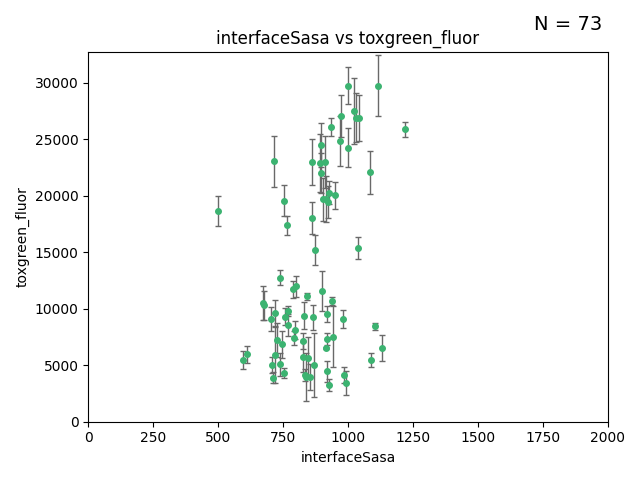 N = 73
interfaceSasa vs toxgreen_fluor
toxgreen_fluor
30000
25000
20000
15000
10000
5000
0
0 250 500 750 1000 1250 1500 1750 2000
interfaceSasa